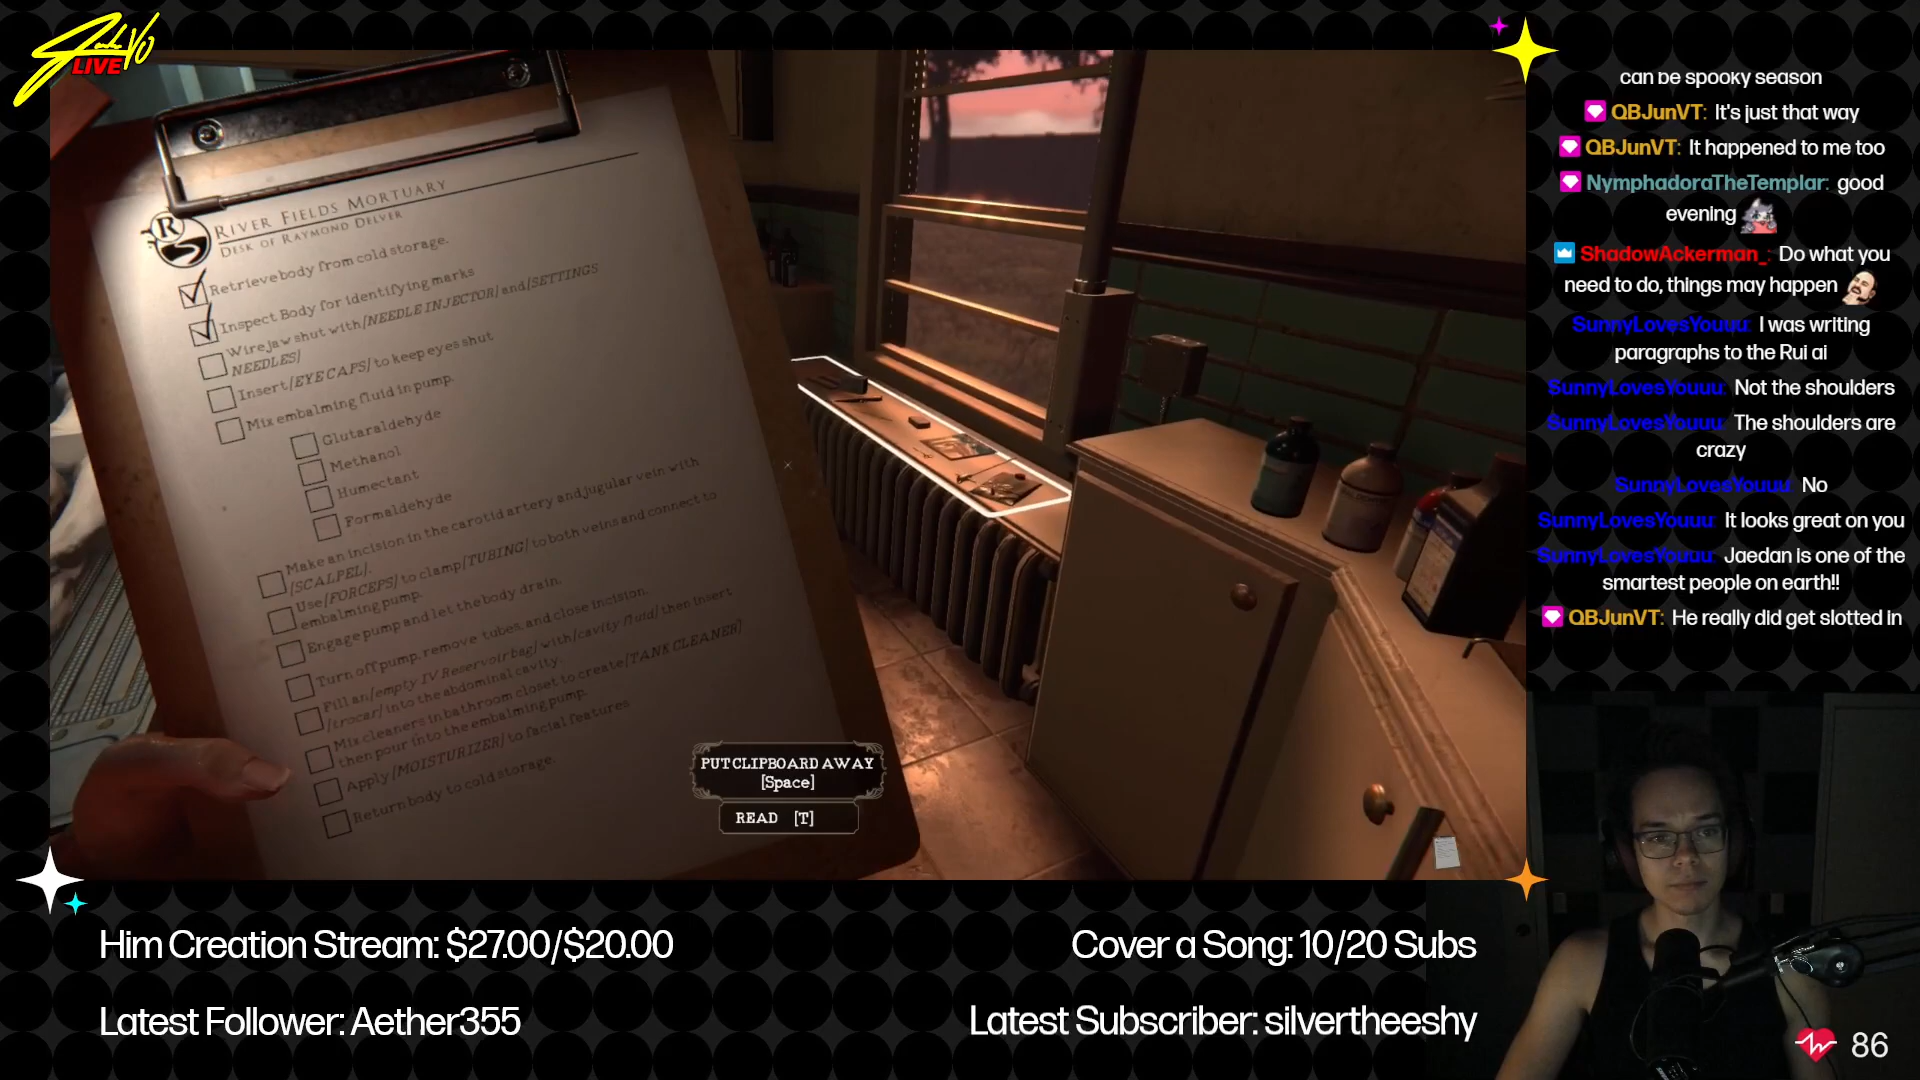 LIVE
RIVER FIELDS MORTUARY
DESK OF RAYMOND DELVER
Retrieve body from cold storage.
Inspect Body for identifying marks
Wire jaw shut with [NEEDLE INJECTOR] and [SETTINGS
NEEDLES]
Insert [EYE CAPS] to keep eyes shut
Mix embalming fluid in pump.
Glutaraldehyde
Methanol
Humectant
Formaldehyde
Make an incision in the carotid artery and jugular vein with
[SCALPEL].
Use [FORCEPS] to clamp [TUBING] to both veins and connect to
embalming pump.
Engage pump and let the body drain.
Turn off pump, remove tubes, and close incision.
Fill an [empty IV Reservoir bag] with [cavity fluid] then insert
[trocar] into the abdominal cavity.
Mix cleaners in bathroom closet to create [TANK CLEANER]
then pour into the embalming pump.
Apply [MOISTURIZER] to facial features
Return body to cold storage.
PUT CLIPBOARD AWAY
[Space]
READ [T]
can be spooky season
QBJunVT: It's just that way
QBJunVT: It happened to me too
NymphadoraTheTemplar: good
evening
ShadowAckerman_: Do what you
need to do, things may happen
SunnyLovesYouuu: I was writing
paragraphs to the Rui ai
SunnyLovesYouuu: Not the shoulders
SunnyLovesYouuu: The shoulders are
crazy
SunnyLovesYouuu: No
SunnyLovesYouuu: It looks great on you
SunnyLovesYouuu: Jaedan is one of the
smartest people on earth!!
QBJunVT: He really did get slotted in
Him Creation Stream: $27.00/$20.00
Cover a Song: 10/20 Subs
Latest Follower: Aether355
Latest Subscriber: silvertheeshy
86